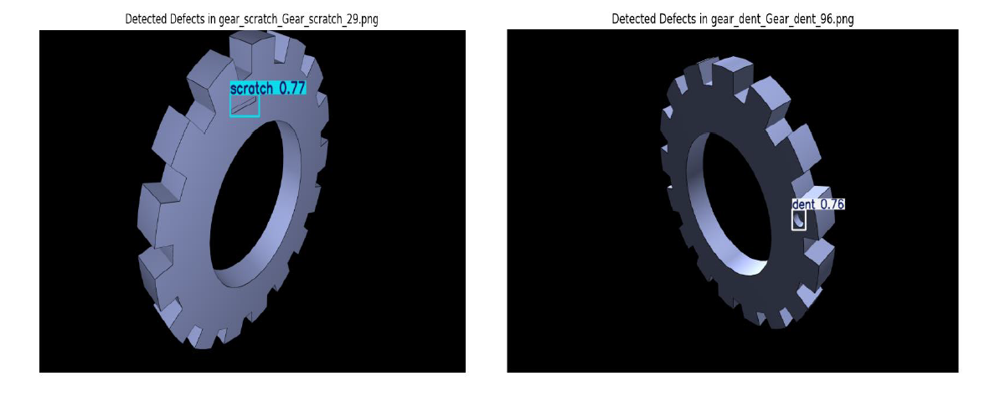 Detected Defects in gear_scratch_Gear_scratch_29.png
scratch 0.77
Detected Defects in gear_dent_Gear_dent_96.png
dent 0.76